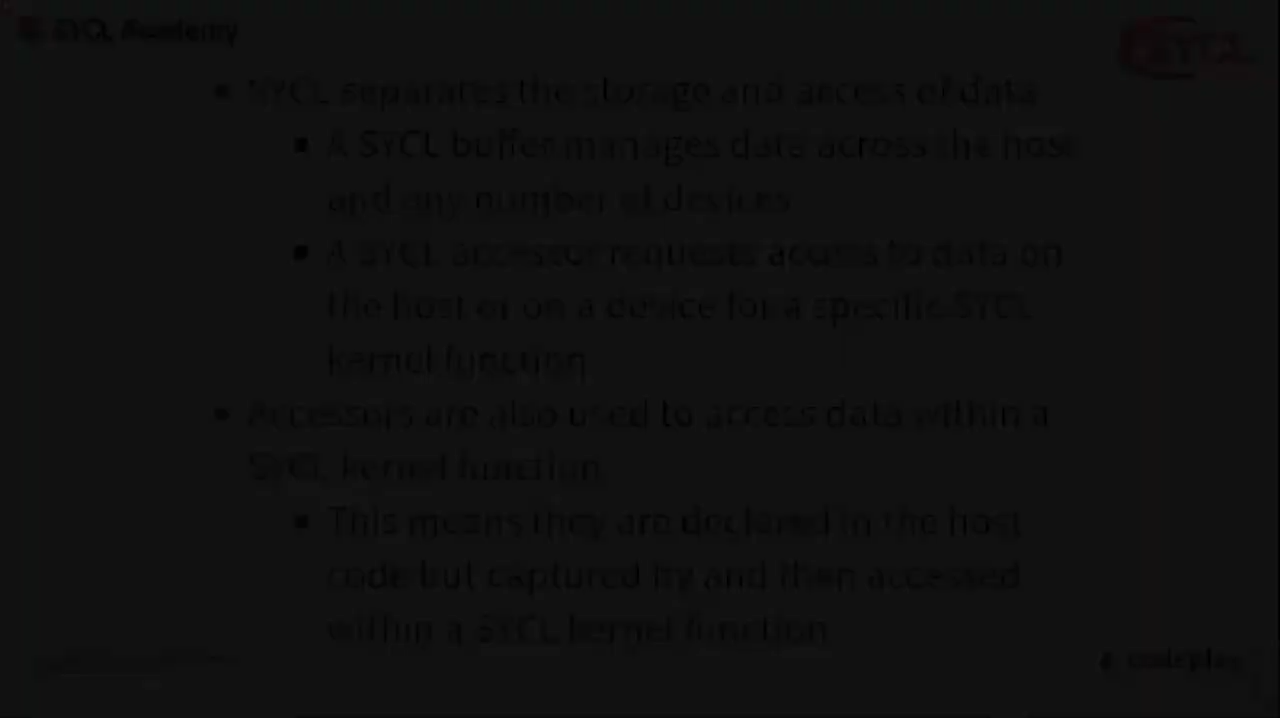 SYCL Academy
SYCL
SYCL separates the storage and access of data
A SYCL buffer manages data across the host
and any number of devices
A SYCL accessor requests access to data on
the host or on a device for a specific SYCL
kernel function
Accessors are also used to access data within a
SYCL kernel function
This means they are declared in the host
code but captured by and then accessed
within a SYCL kernel function
codeplay